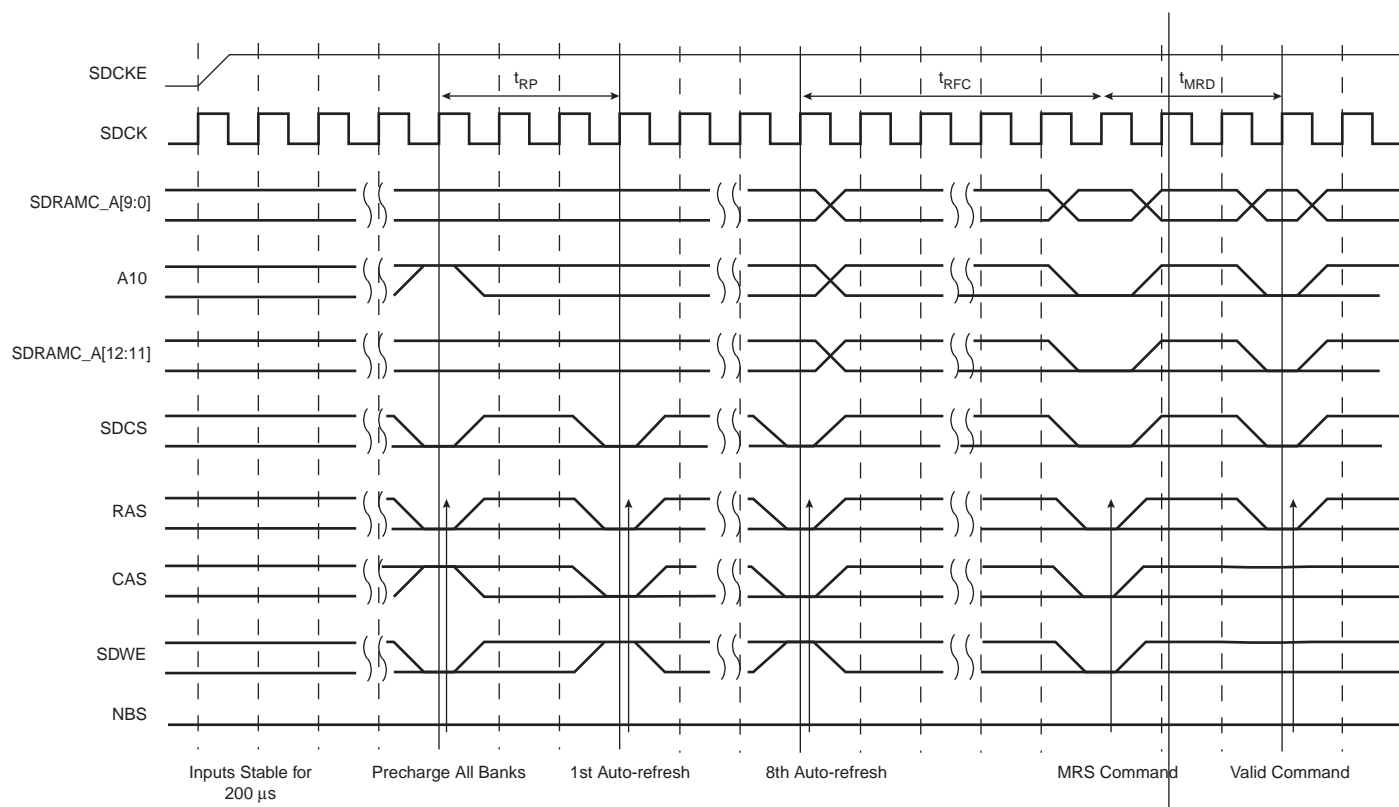 SDCKE
tRP
tRFC
tMRD
SDCK
SDRAMC_A[9:0]
A10
SDRAMC_A[12:11]
SDCS
RAS
CAS
SDWE
NBS
Inputs Stable for
200 μs
Precharge All Banks
1st Auto-refresh
8th Auto-refresh
MRS Command
Valid Command